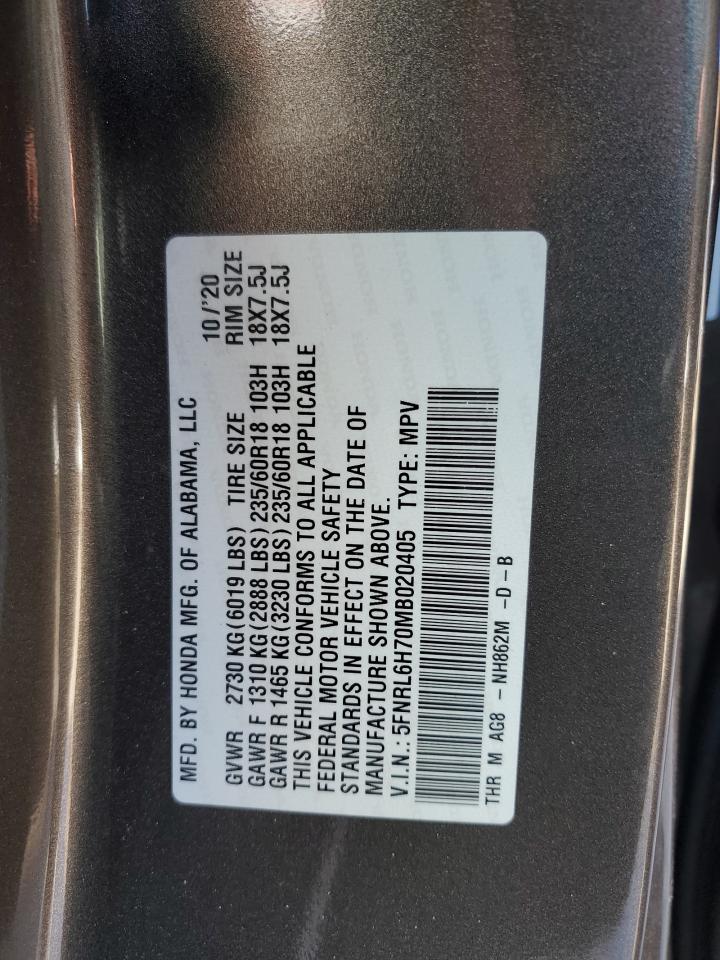 MFD. BY HONDA MFG. OF ALABAMA, LLC 10/'20
GVWR 2730 KG(6019 LBS) TIRE SIZE RIM SIZE
GAWR F 1310 KG(2888 LBS)235/60R18 103H 18X7.5J
GAWR R 1465 KG(3230 LBS)235/60R18 103H 18X7.5J
THIS VEHICLE CONFORMS TO ALL APPLICABLE
FEDERAL MOTOR VEHICLE SAFETY
STANDARDS IN EFFECT ON THE DATE OF
MANUFACTURE SHOWN ABOVE.
V.I.N.: 5FNRL6H70MB020405 TYPE: MPV
THR M AG8 - NH862M -D-B